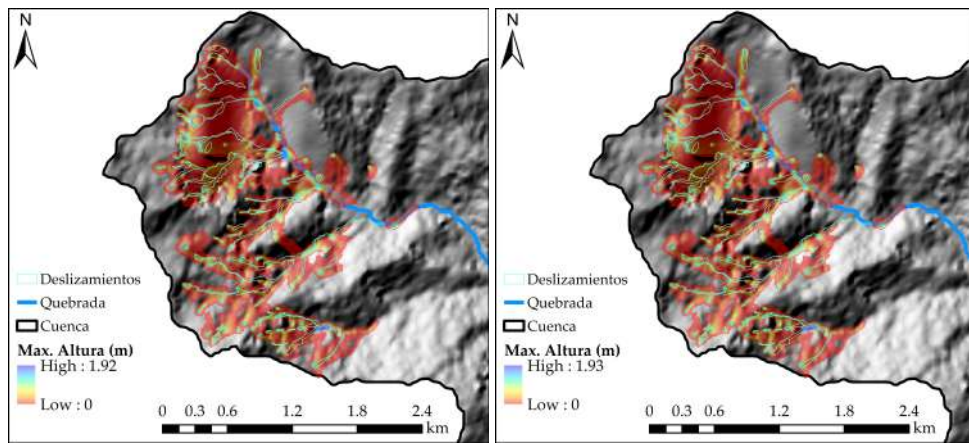 N
Deslizamientos
Quebrada
Cuenca
Max. Altura (m)
High : 1.92
Low : 0
0 0.3 0.6 1.2 1.8 2.4
km
N
Deslizamientos
Quebrada
Cuenca
Max. Altura (m)
High : 1.93
Low : 0
0 0.3 0.6 1.2 1.8 2.4
km